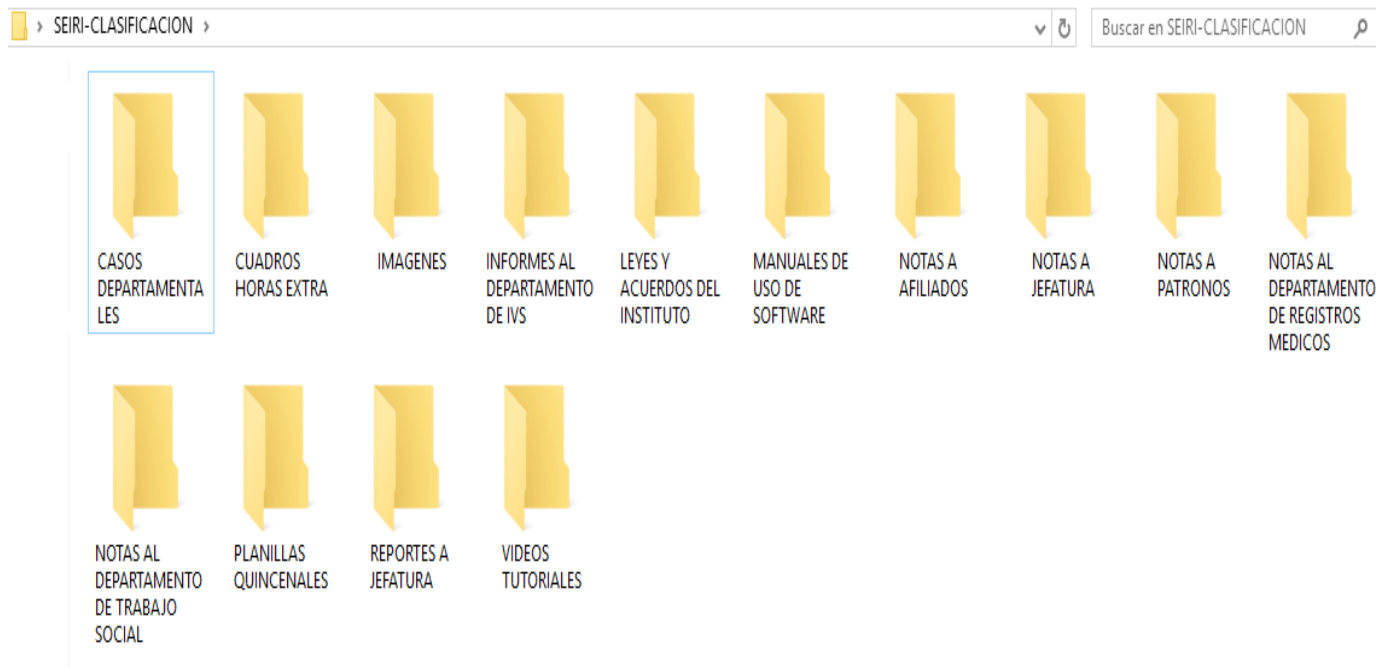 SEIRI-CLASIFICACION
Buscar en SEIRI-CLASIFICACION
CASOS
DEPARTAMENTA
LES
CUADROS
HORAS EXTRA
IMAGENES
INFORMES AL
DEPARTAMENTO
DE IVS
LEYES Y
ACUERDOS DEL
INSTITUTO
MANUALES DE
USO DE
SOFTWARE
NOTAS A
AFILIADOS
NOTAS A
JEFATURA
NOTAS A
PATRONOS
NOTAS AL
DEPARTAMENTO
DE REGISTROS
MEDICOS
NOTAS AL
DEPARTAMENTO
DE TRABAJO
SOCIAL
PLANILLAS
QUINCENALES
REPORTES A
JEFATURA
VIDEOS
TUTORIALES